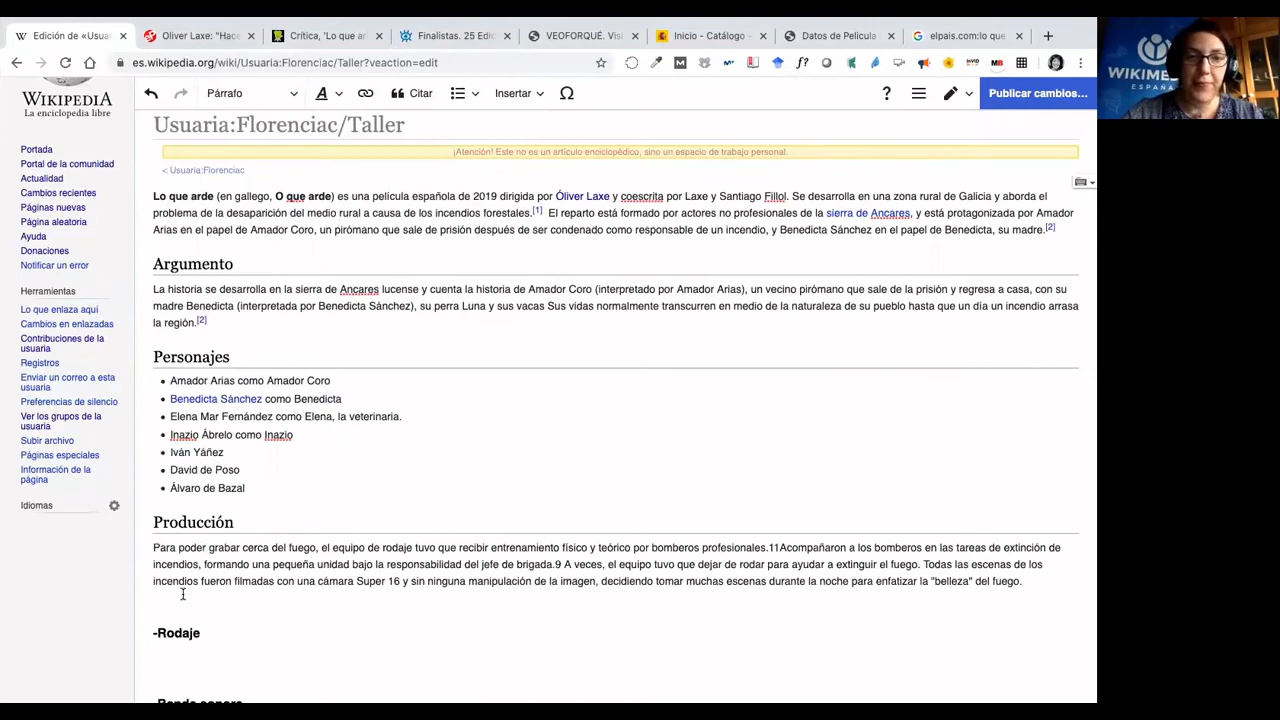 Edición de «Usua
Oliver Laxe: "Hace
Crítica, 'Lo que ar
Finalistas. 25 Edic
VEOFORQUÉ. Vis
Inicio - Catálogo
Datos de Pelicula
elpais.com:lo que
es.wikipedia.org/wiki/Usuaria:Florenciac/Taller?veaction=edit
WIKIPEDIA
La enciclopedia libre
Portada
Portal de la comunidad
Actualidad
Cambios recientes
Páginas nuevas
Página aleatoria
Ayuda
Donaciones
Notificar un error
Herramientas
Lo que enlaza aquí
Cambios en enlazadas
Contribuciones de la
usuaria
Registros
Enviar un correo a esta
usuaria
Preferencias de silencio
Ver los grupos de la
usuaria
Subir archivo
Páginas especiales
Información de la
página
Idiomas
Párrafo
A
Citar
Insertar
Ω
?
Publicar cambios...
Usuaria:Florenciac/Taller
¡Atención! Este no es un artículo enciclopédico, sino un espacio de trabajo personal.
< Usuaria:Florenciac
Lo que arde (en gallego, O que arde) es una película española de 2019 dirigida por Óliver Laxe y coescrita por Laxe y Santiago Fillol. Se desarrolla en una zona rural de Galicia y aborda el
problema de la desaparición del medio rural a causa de los incendios forestales.[1] El reparto está formado por actores no profesionales de la sierra de Ancares, y está protagonizada por Amador
Arias en el papel de Amador Coro, un pirómano que sale de prisión después de ser condenado como responsable de un incendio, y Benedicta Sánchez en el papel de Benedicta, su madre.[2]
Argumento
La historia se desarrolla en la sierra de Ancares lucense y cuenta la historia de Amador Coro (interpretado por Amador Arias), un vecino pirómano que sale de la prisión y regresa a casa, con su
madre Benedicta (interpretada por Benedicta Sánchez), su perra Luna y sus vacas Sus vidas normalmente transcurren en medio de la naturaleza de su pueblo hasta que un día un incendio arrasa
la región.[2]
Personajes
Amador Arias como Amador Coro
Benedicta Sánchez como Benedicta
Elena Mar Fernández como Elena, la veterinaria.
Inazio Ábrelo como Inazio
Iván Yáñez
David de Poso
Álvaro de Bazal
Producción
Para poder grabar cerca del fuego, el equipo de rodaje tuvo que recibir entrenamiento físico y teórico por bomberos profesionales.11Acompañaron a los bomberos en las tareas de extinción de
incendios, formando una pequeña unidad bajo la responsabilidad del jefe de brigada.9 A veces, el equipo tuvo que dejar de rodar para ayudar a extinguir el fuego. Todas las escenas de los
incendios fueron filmadas con una cámara Super 16 y sin ninguna manipulación de la imagen, decidiendo tomar muchas escenas durante la noche para enfatizar la "belleza" del fuego.
-Rodaje